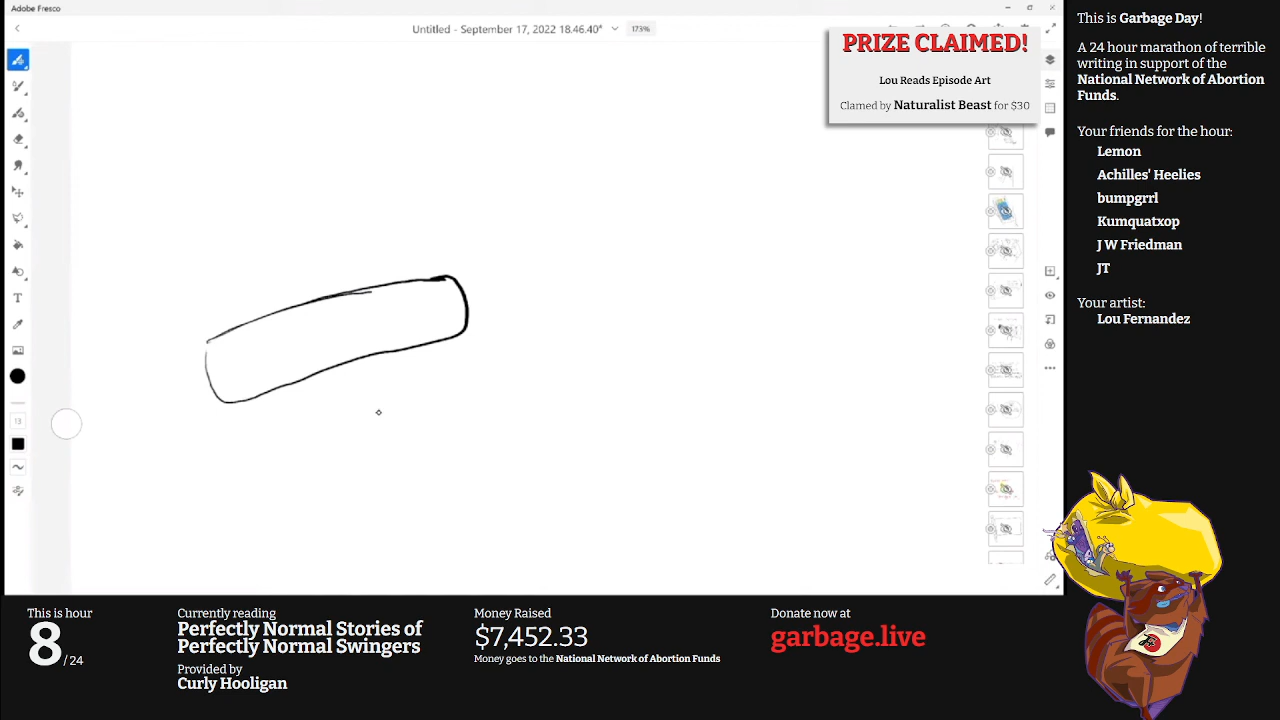 Adobe Fresco
Untitled - September 17, 2022 18.46.40*
173%
PRIZE CLAIMED!
Lou Reads Episode Art
Clamed by Naturalist Beast for $30
13
This is Garbage Day!
A 24 hour marathon of terrible
writing in support of the
National Network of Abortion
Funds.
Your friends for the hour:
Lemon
Achilles' Heelies
bumpgrrl
Kumquatxop
J W Friedman
JT
Your artist:
Lou Fernandez
This is hour
8 / 24
Currently reading
Perfectly Normal Stories of
Perfectly Normal Swingers
Provided by
Curly Hooligan
Money Raised
$7,452.33
Money goes to the National Network of Abortion Funds
Donate now at
garbage.live